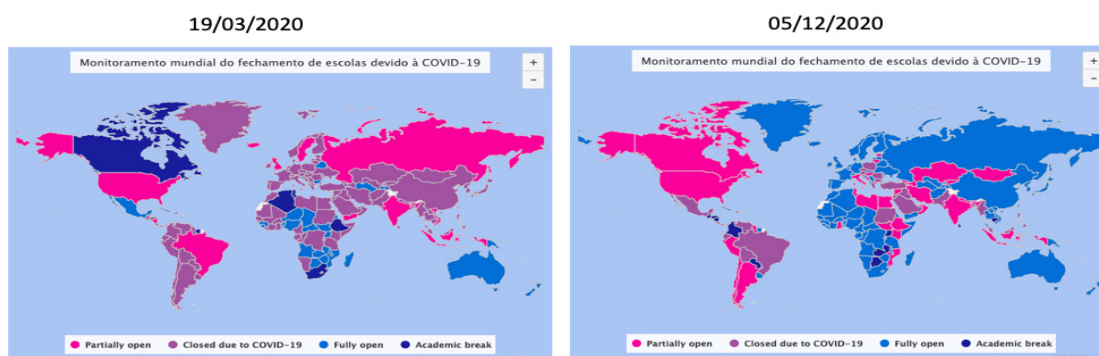 19/03/2020
05/12/2020
Monitoramento mundial do fechamento de escolas devido à COVID-19
+
−
Monitoramento mundial do fechamento de escolas devido à COVID-19
+
−
Partially open Closed due to COVID-19 Fully open Academic break
Partially open Closed due to COVID-19 Fully open Academic break